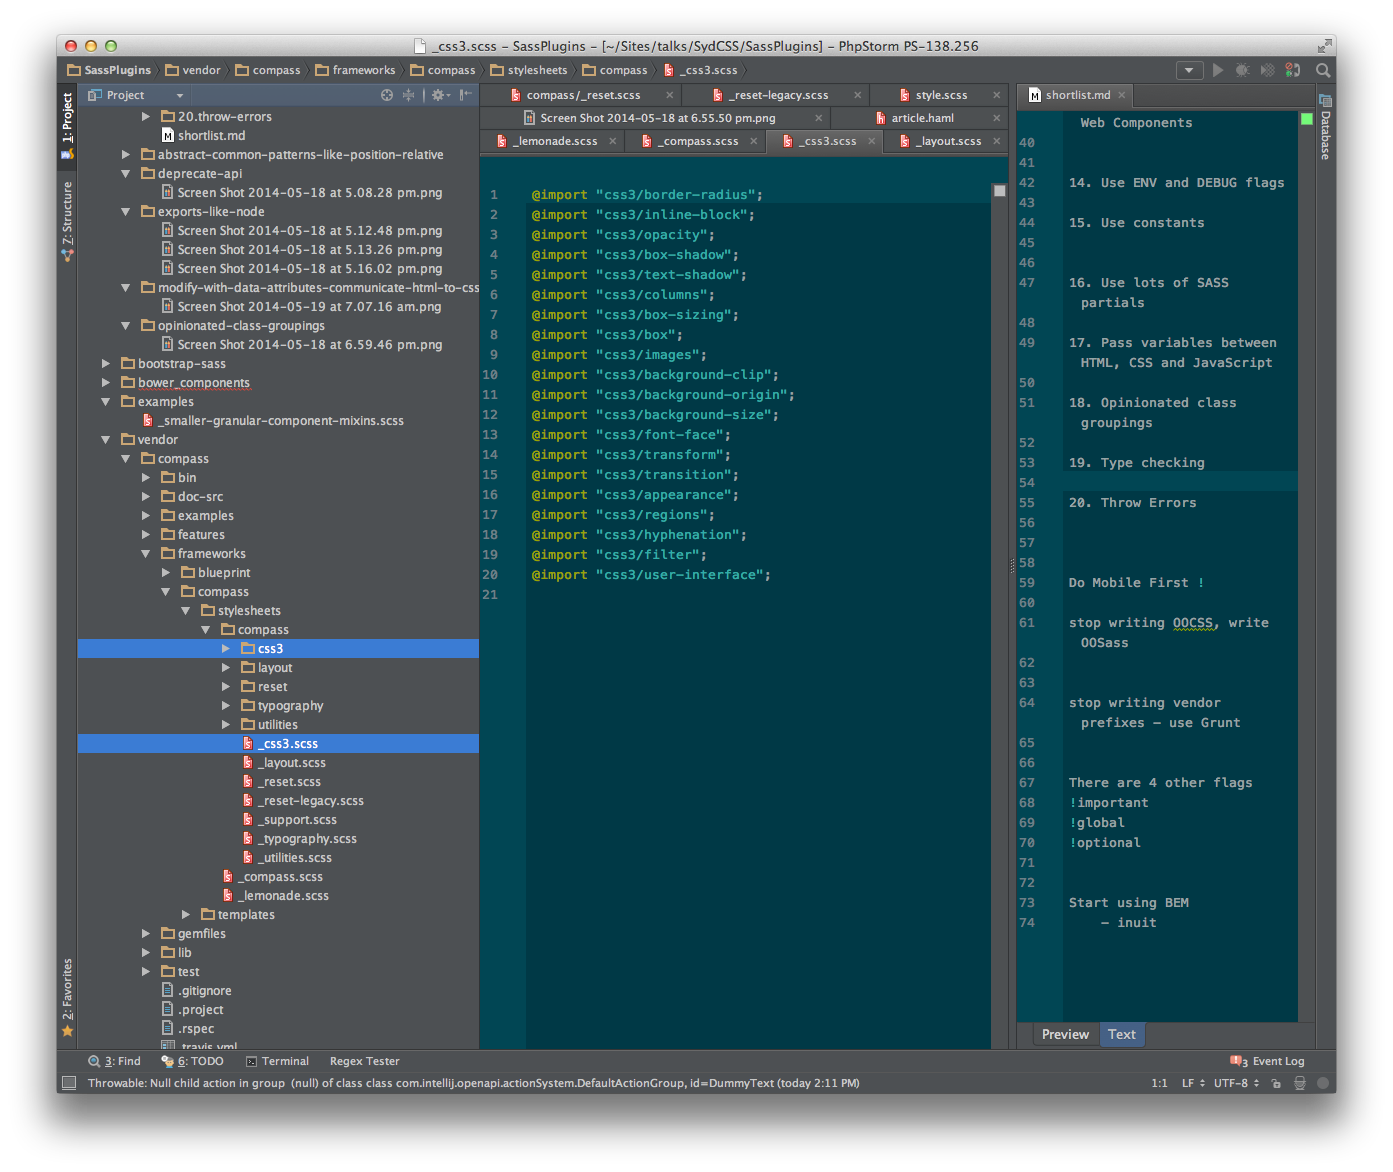 _css3.scss – SassPlugins – [~/Sites/talks/SydCSS/SassPlugins] – PhpStorm PS-138.256
SassPlugins vendor compass frameworks compass stylesheets compass _css3.scss
1: Project
7: Structure
2: Favorites
Project
20.throw-errors
shortlist.md
abstract-common-patterns-like-position-relative
deprecate-api
Screen Shot 2014-05-18 at 5.08.28 pm.png
exports-like-node
Screen Shot 2014-05-18 at 5.12.48 pm.png
Screen Shot 2014-05-18 at 5.13.26 pm.png
Screen Shot 2014-05-18 at 5.16.02 pm.png
modify-with-data-attributes-communicate-html-to-css
Screen Shot 2014-05-19 at 7.07.16 am.png
opinionated-class-groupings
Screen Shot 2014-05-18 at 6.59.46 pm.png
bootstrap-sass
bower_components
examples
_smaller-granular-component-mixins.scss
vendor
compass
bin
doc-src
examples
features
frameworks
blueprint
compass
stylesheets
compass
css3
layout
reset
typography
utilities
_css3.scss
_layout.scss
_reset.scss
_reset-legacy.scss
_support.scss
_typography.scss
_utilities.scss
_compass.scss
_lemonade.scss
templates
gemfiles
lib
test
.gitignore
.project
.rspec
.travis.yml
compass/_reset.scss _reset-legacy.scss style.scss
Screen Shot 2014-05-18 at 6.55.50 pm.png article.haml
_lemonade.scss _compass.scss _css3.scss _layout.scss
1 @import "css3/border-radius";
2 @import "css3/inline-block";
3 @import "css3/opacity";
4 @import "css3/box-shadow";
5 @import "css3/text-shadow";
6 @import "css3/columns";
7 @import "css3/box-sizing";
8 @import "css3/box";
9 @import "css3/images";
10 @import "css3/background-clip";
11 @import "css3/background-origin";
12 @import "css3/background-size";
13 @import "css3/font-face";
14 @import "css3/transform";
15 @import "css3/transition";
16 @import "css3/appearance";
17 @import "css3/regions";
18 @import "css3/hyphenation";
19 @import "css3/filter";
20 @import "css3/user-interface";
21
shortlist.md
Web Components
40
41
42 14. Use ENV and DEBUG flags
43
44 15. Use constants
45
46
47 16. Use lots of SASS
partials
48
49 17. Pass variables between
HTML, CSS and JavaScript
50
51 18. Opinionated class
groupings
52
53 19. Type checking
54
55 20. Throw Errors
56
57
58
59 Do Mobile First !
60
61 stop writing OOCSS, write
OOSass
62
63
64 stop writing vendor
prefixes – use Grunt
65
66
67 There are 4 other flags
68 !important
69 !global
70 !optional
71
72
73 Start using BEM
74 - inuit
Preview Text
Database
3: Find 6: TODO Terminal Regex Tester
3 Event Log
Throwable: Null child action in group (null) of class class com.intellij.openapi.actionSystem.DefaultActionGroup, id=DummyText (today 2:11 PM)
1:1 LF UTF-8